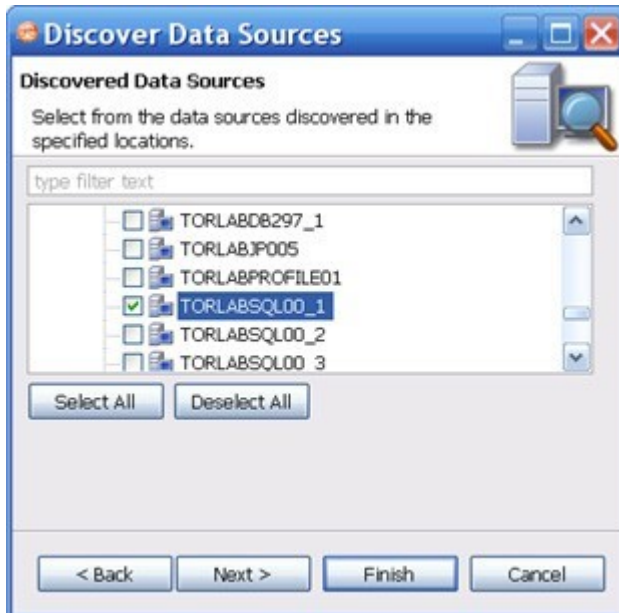 Discover Data Sources
Discovered Data Sources
Select from the data sources discovered in the
specified locations.
type filter text
TORLABDB297_1
TORLABJP005
TORLABPROFILE01
TORLABSQL00_1
TORLABSQL00_2
TORLABSQL00_3
Select All Deselect All
< Back Next > Finish Cancel